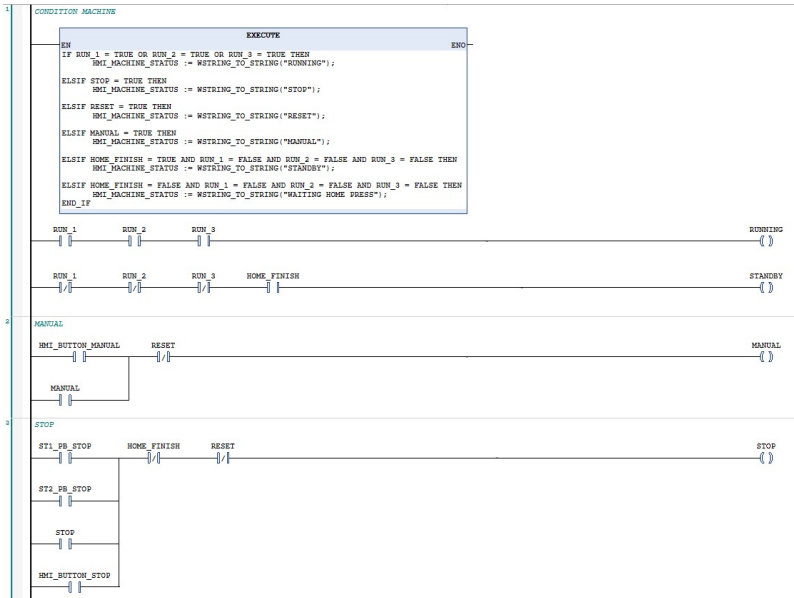 1
CONDITION MACHINE
EXECUTE
EN ENO
IF RUN_1 = TRUE OR RUN_2 = TRUE OR RUN_3 = TRUE THEN
HMI_MACHINE_STATUS := WSTRING_TO_STRING("RUNNING");
ELSIF STOP = TRUE THEN
HMI_MACHINE_STATUS := WSTRING_TO_STRING("STOP");
ELSIF RESET = TRUE THEN
HMI_MACHINE_STATUS := WSTRING_TO_STRING("RESET");
ELSIF MANUAL = TRUE THEN
HMI_MACHINE_STATUS := WSTRING_TO_STRING("MANUAL");
ELSIF HOME_FINISH = TRUE AND RUN_1 = FALSE AND RUN_2 = FALSE AND RUN_3 = FALSE THEN
HMI_MACHINE_STATUS := WSTRING_TO_STRING("STANDBY");
ELSIF HOME_FINISH = FALSE AND RUN_1 = FALSE AND RUN_2 = FALSE AND RUN_3 = FALSE THEN
HMI_MACHINE_STATUS := WSTRING_TO_STRING("WAITING HOME PRESS");
END_IF
RUN_1 RUN_2 RUN_3 RUNNING
RUN_1 RUN_2 RUN_3 HOME_FINISH STANDBY
2
MANUAL
HMI_BUTTON_MANUAL RESET MANUAL
MANUAL
3
STOP
ST1_PB_STOP HOME_FINISH RESET STOP
ST2_PB_STOP
STOP
HMI_BUTTON_STOP